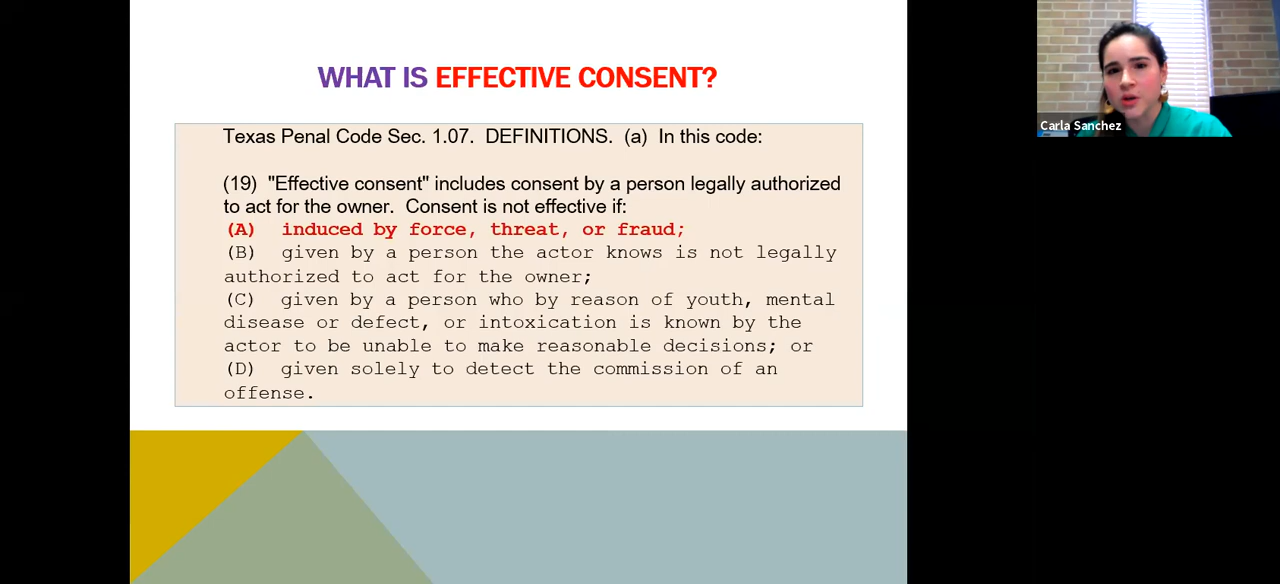 WHAT IS EFFECTIVE CONSENT?
Texas Penal Code Sec. 1.07.  DEFINITIONS.  (a)  In this code:
(19)  "Effective consent" includes consent by a person legally authorized
to act for the owner.  Consent is not effective if:
(A)  induced by force, threat, or fraud;
(B)  given by a person the actor knows is not legally
authorized to act for the owner;
(C)  given by a person who by reason of youth, mental
disease or defect, or intoxication is known by the
actor to be unable to make reasonable decisions; or
(D)  given solely to detect the commission of an
offense.
Carla Sanchez